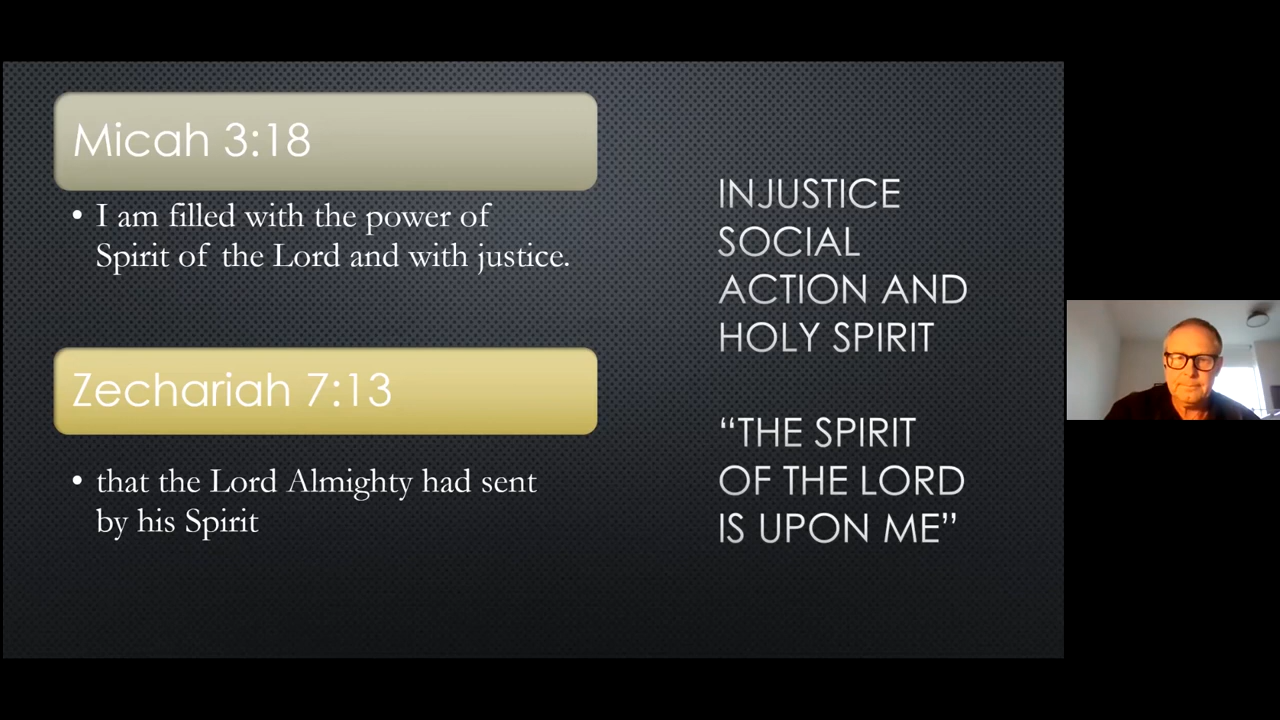 Micah 3:18
• I am filled with the power of
Spirit of the Lord and with justice.
Zechariah 7:13
• that the Lord Almighty had sent
by his Spirit
INJUSTICE
SOCIAL
ACTION AND
HOLY SPIRIT
“THE SPIRIT
OF THE LORD
IS UPON ME”